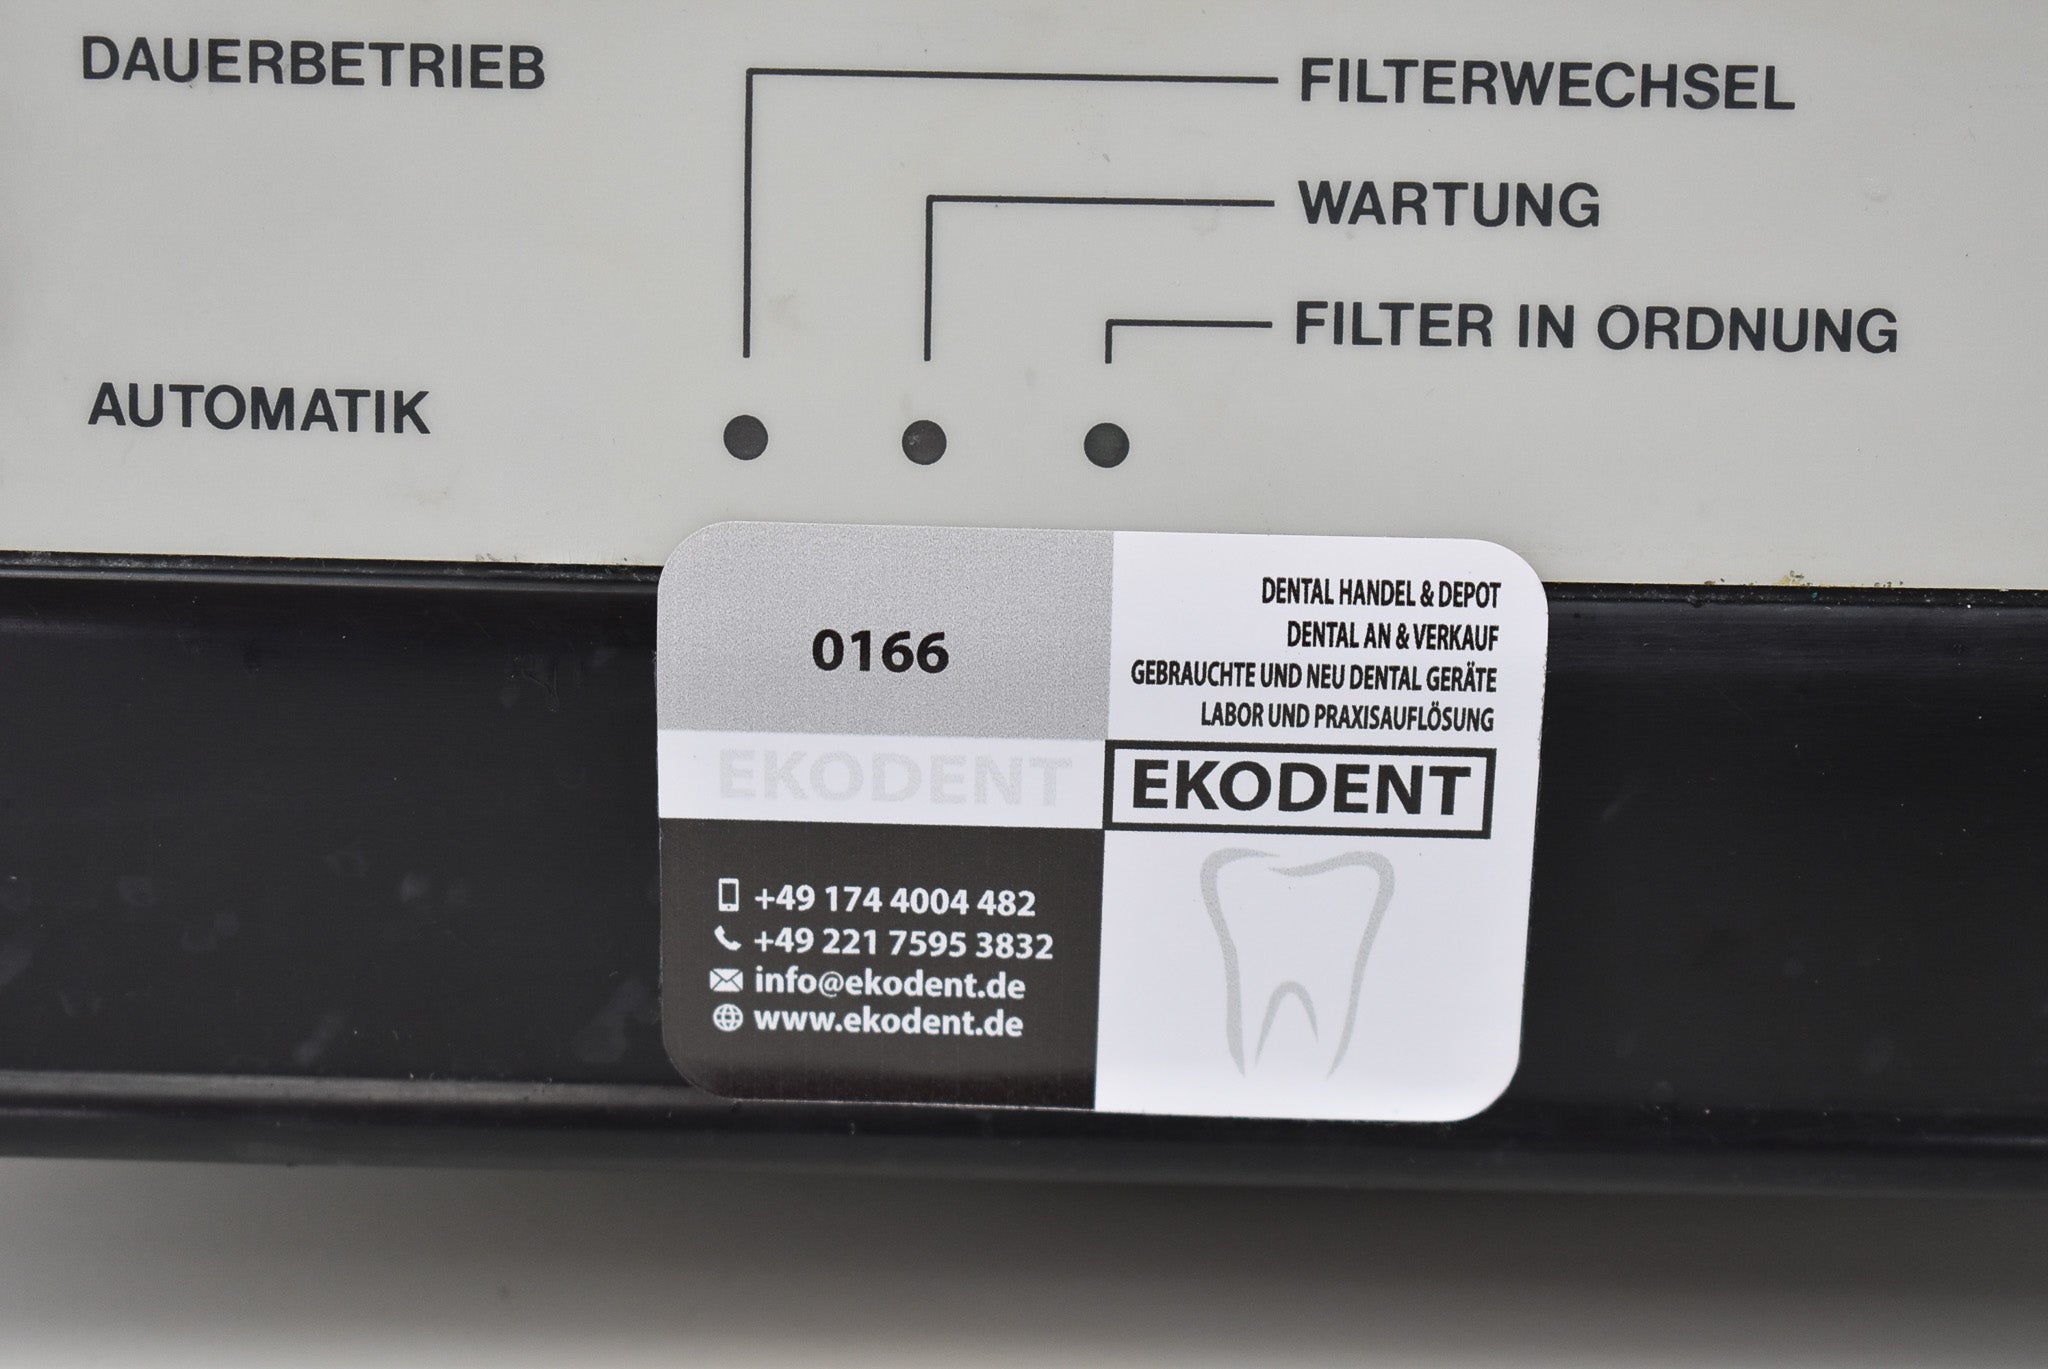 DAUERBETRIEB
FILTERWECHSEL
WARTUNG
FILTER IN ORDNUNG
AUTOMATIK
0166
DENTAL HANDEL & DEPOT
DENTAL AN & VERKAUF
GEBRAUCHTE UND NEU DENTAL GERÄTE
LABOR UND PRAXISAUFLÖSUNG
EKODENT
EKODENT
+49 174 4004 482
+49 221 7595 3832
info@ekodent.de
www.ekodent.de